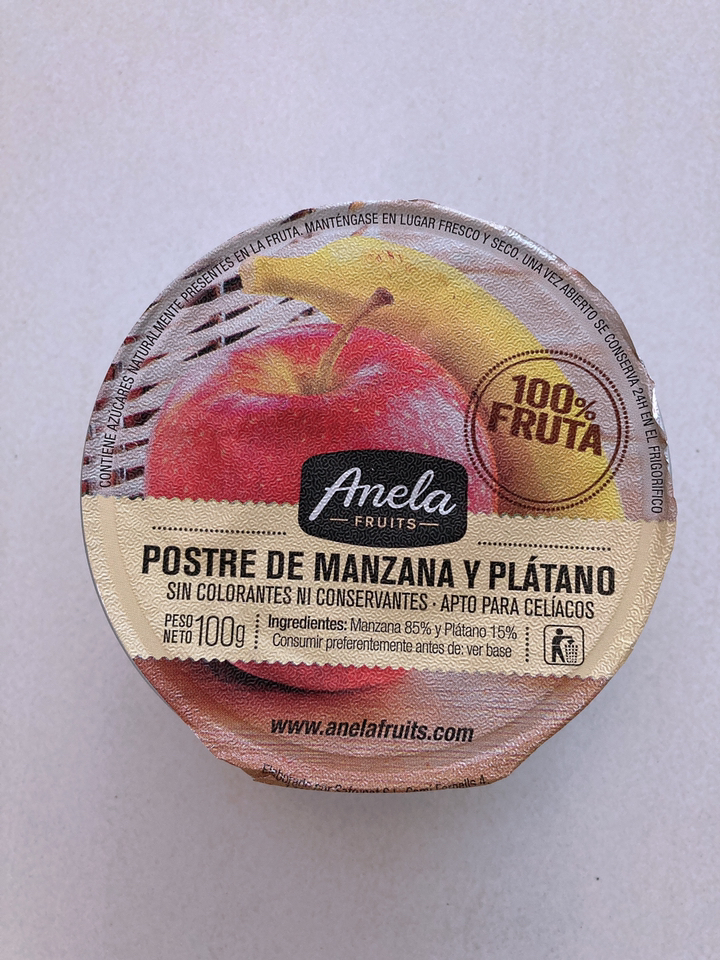 CONTIENE AZÚCARES NATURALMENTE PRESENTES EN LA FRUTA. MANTÉNGASE EN LUGAR FRESCO Y SECO. UNA VEZ ABIERTO SE CONSERVA 24H EN EL FRIGORÍFICO
100%
FRUTA
Anela
FRUITS
POSTRE DE MANZANA Y PLÁTANO
SIN COLORANTES NI CONSERVANTES · APTO PARA CELÍACOS
PESO NETO 100g
Ingredientes: Manzana 85% y Plátano 15%
Consumir preferentemente antes de: ver base
www.anelafruits.com
Elaborado